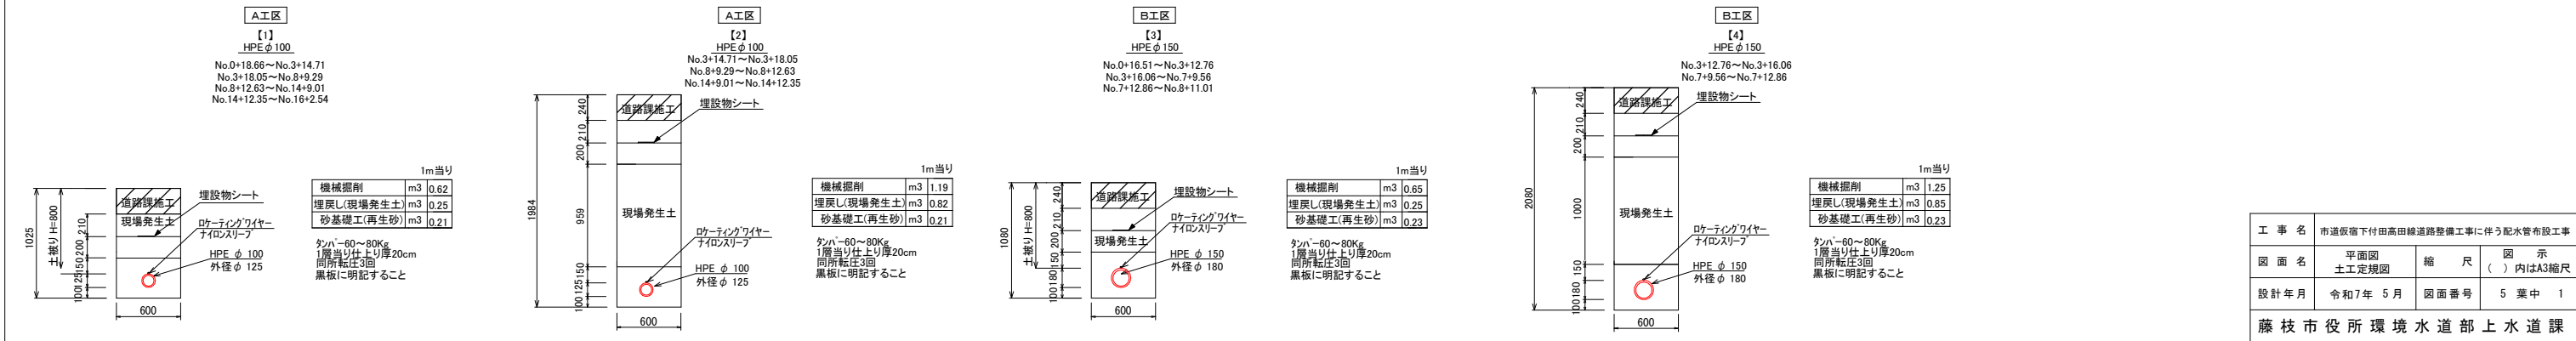 A工区
【1】
HPEφ100
No.0+18.66～No.3+14.71
No.3+18.05～No.8+9.29
No.8+12.63～No.14+9.01
No.14+12.35～No.16+2.54
1025
土被り H=800
210
200
150
125
100
道路課施工
現場発生土
埋設物シート
ロケーティングワイヤー
ナイロンスリーブ
HPE φ 100
外径φ 125
600
1m当り
機械掘削 m3 0.62
埋戻し(現場発生土) m3 0.25
砂基礎工(再生砂) m3 0.21
タンパ-60～80Kg
1層当り仕上り厚20cm
同所転圧3回
黒板に明記すること
A工区
【2】
HPEφ100
No.3+14.71～No.3+18.05
No.8+9.29～No.8+12.63
No.14+9.01～No.14+12.35
1984
240
210
200
959
150
125
100
道路課施工
埋設物シート
現場発生土
ロケーティングワイヤー
ナイロンスリーブ
HPE φ 100
外径φ 125
600
1m当り
機械掘削 m3 1.19
埋戻し(現場発生土) m3 0.82
砂基礎工(再生砂) m3 0.21
タンパ-60～80Kg
1層当り仕上り厚20cm
同所転圧3回
黒板に明記すること
B工区
【3】
HPEφ150
No.0+16.51～No.3+12.76
No.3+16.06～No.7+9.56
No.7+12.86～No.8+11.01
1080
土被り H=800
240
210
200
150
180
100
道路課施工
現場発生土
埋設物シート
ロケーティングワイヤー
ナイロンスリーブ
HPE φ 150
外径φ 180
600
1m当り
機械掘削 m3 0.65
埋戻し(現場発生土) m3 0.25
砂基礎工(再生砂) m3 0.23
タンパ-60～80Kg
1層当り仕上り厚20cm
同所転圧3回
黒板に明記すること
B工区
【4】
HPEφ150
No.3+12.76～No.3+16.06
No.7+9.56～No.7+12.86
2080
240
210
200
1000
150
180
100
道路課施工
埋設物シート
現場発生土
ロケーティングワイヤー
ナイロンスリーブ
HPE φ 150
外径φ 180
600
1m当り
機械掘削 m3 1.25
埋戻し(現場発生土) m3 0.85
砂基礎工(再生砂) m3 0.23
タンパ-60～80Kg
1層当り仕上り厚20cm
同所転圧3回
黒板に明記すること
工事名 市道仮宿下付田高田線道路整備工事に伴う配水管布設工事
図面名 平面図 土工定規図 縮尺 図示 ( )内はA3縮尺
設計年月 令和7年 5月 図面番号 5 葉中 1
藤枝市役所環境水道部上水道課